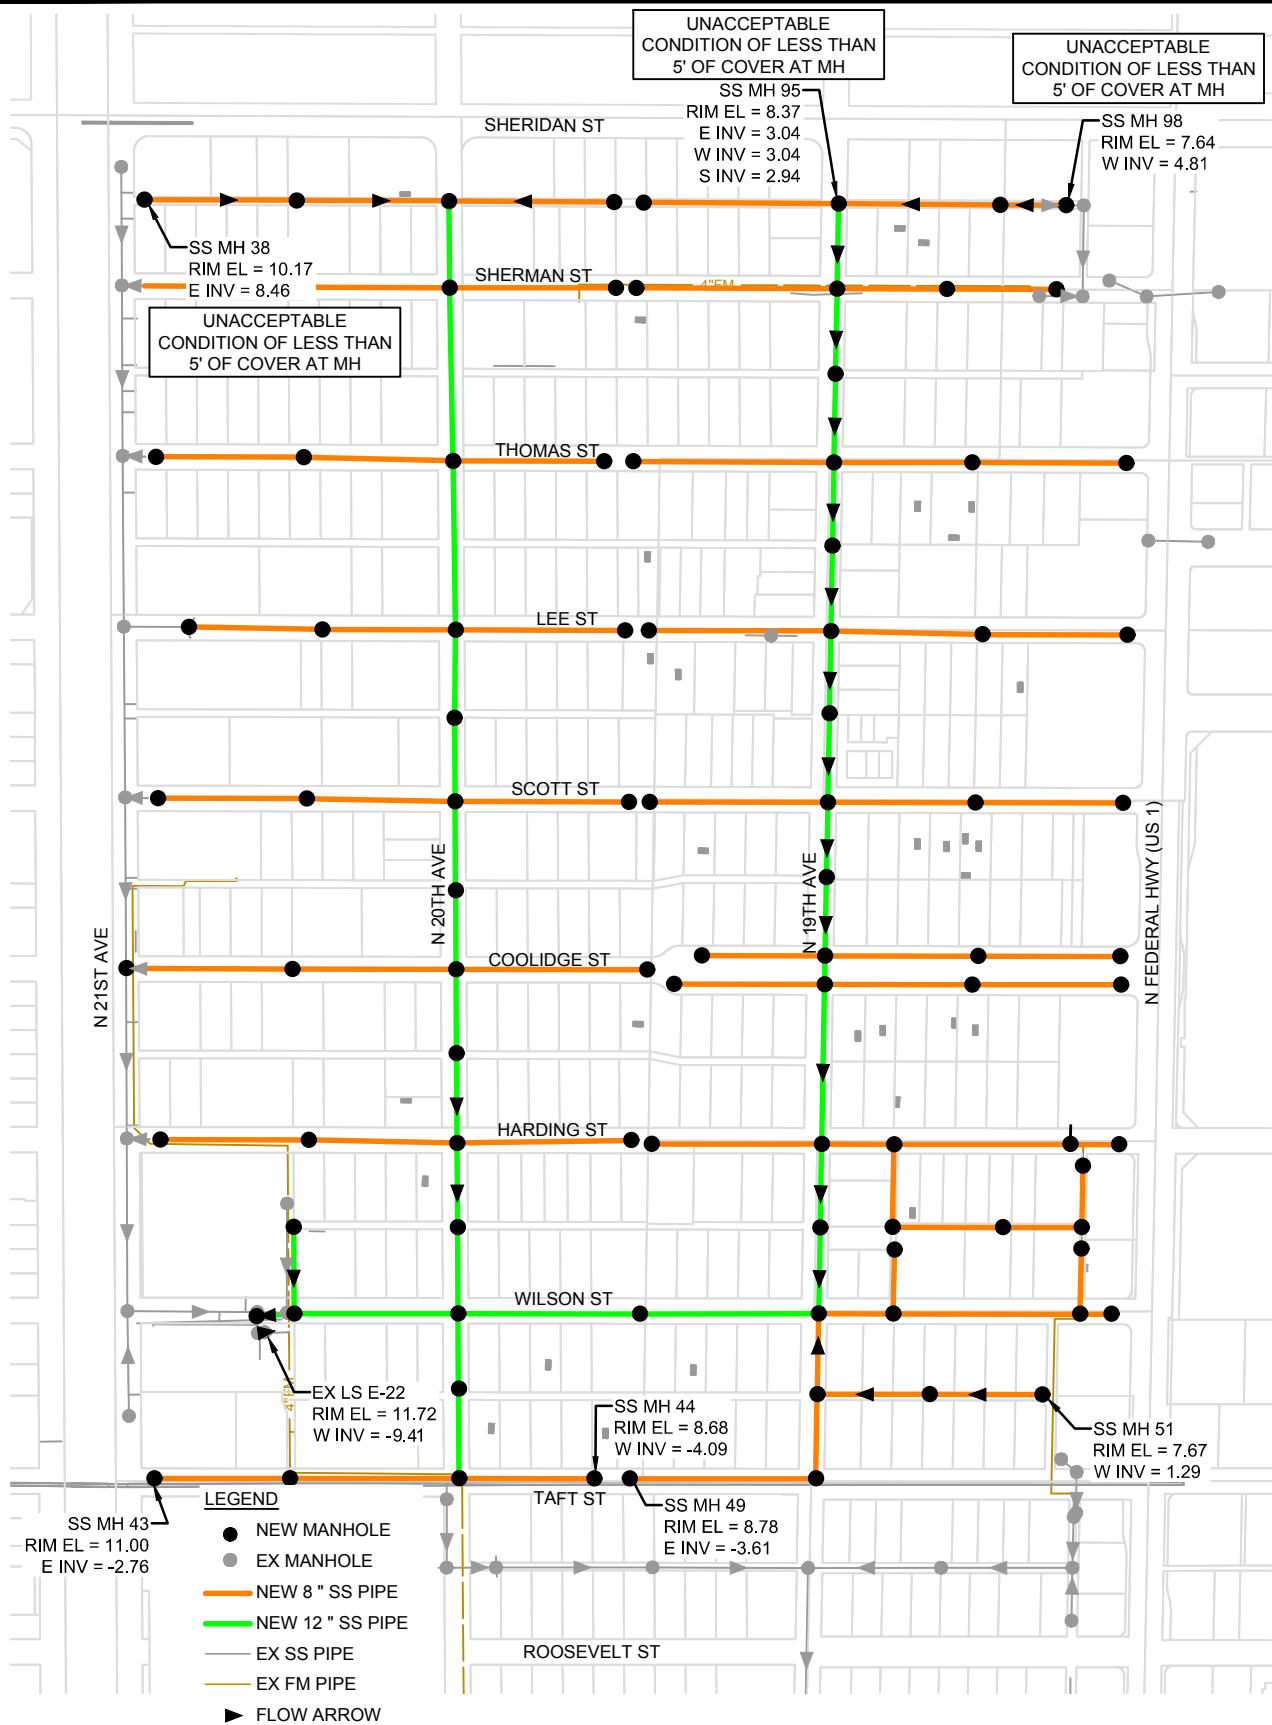 UNACCEPTABLE
CONDITION OF LESS THAN
5' OF COVER AT MH
UNACCEPTABLE
CONDITION OF LESS THAN
5' OF COVER AT MH
SS MH 95
RIM EL = 8.37
E INV = 3.04
W INV = 3.04
S INV = 2.94
SS MH 98
RIM EL = 7.64
W INV = 4.81
SHERIDAN ST
SS MH 38
RIM EL = 10.17
E INV = 8.46
SHERMAN ST
4"FM
UNACCEPTABLE
CONDITION OF LESS THAN
5' OF COVER AT MH
THOMAS ST
LEE ST
SCOTT ST
N 20TH AVE
N 19TH AVE
N FEDERAL HWY (US 1)
N 21ST AVE
COOLIDGE ST
HARDING ST
WILSON ST
EX LS E-22
RIM EL = 11.72
W INV = -9.41
SS MH 44
RIM EL = 8.68
W INV = -4.09
SS MH 51
RIM EL = 7.67
W INV = 1.29
TAFT ST
SS MH 49
RIM EL = 8.78
E INV = -3.61
SS MH 43
RIM EL = 11.00
E INV = -2.76
LEGEND
NEW MANHOLE
EX MANHOLE
NEW 8 " SS PIPE
NEW 12 " SS PIPE
EX SS PIPE
EX FM PIPE
FLOW ARROW
ROOSEVELT ST